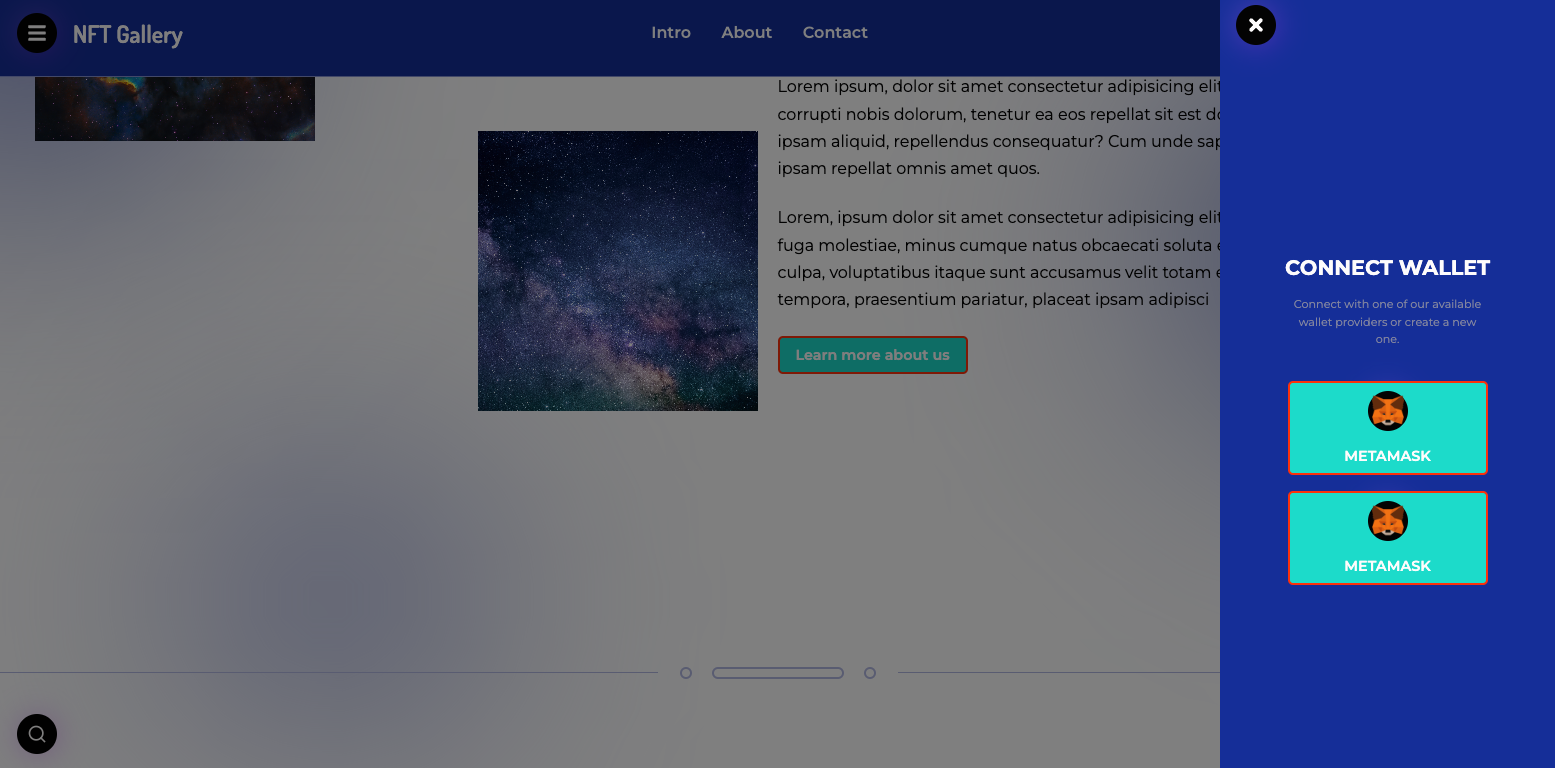 NFT Gallery
Intro
About
Contact
Lorem ipsum, dolor sit amet consectetur adipisicing elit
corrupti nobis dolorum, tenetur ea eos repellat sit est
ipsam aliquid, repellendus consequatur? Cum unde
ipsam repellat omnis amet quos.
Lorem, ipsum dolor sit amet consectetur adipisicing elit
fuga molestiae, minus cumque natus obcaecati soluta
culpa, voluptatibus itaque sunt accusamus velit totam
tempora, praesentium pariatur, placeat ipsam adipisci
Learn more about us
CONNECT WALLET
Connect with one of our available
wallet providers or create a new
one.
METAMASK
METAMASK